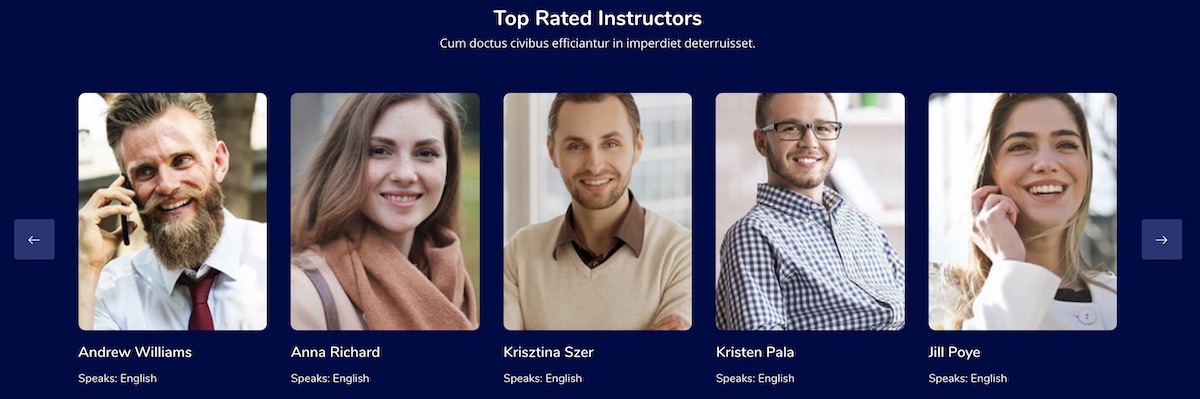 Top Rated Instructors
Cum doctus civibus efficiantur in imperdiet deterruisset.
Andrew Williams
Speaks: English
Anna Richard
Speaks: English
Krisztina Szer
Speaks: English
Kristen Pala
Speaks: English
Jill Poye
Speaks: English